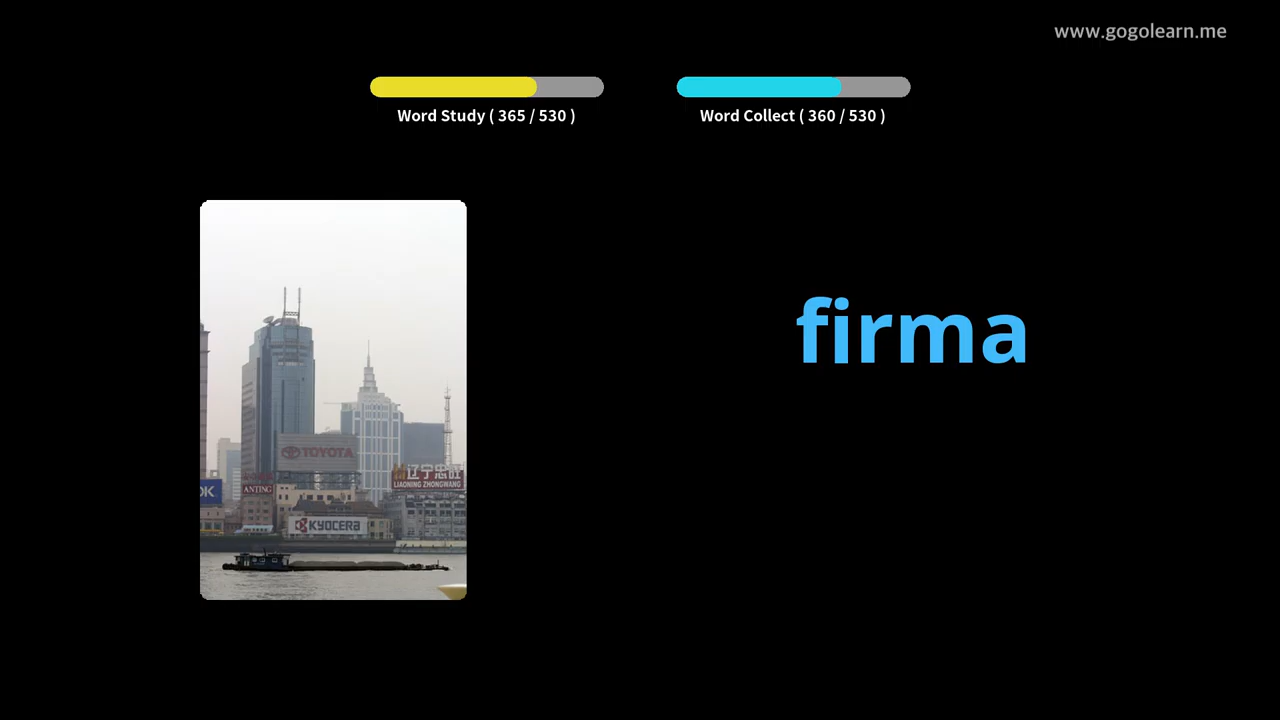 www.gogolearn.me
Word Study ( 365 / 530 )
Word Collect ( 360 / 530 )
firma
TOYOTA
辽宁忠旺
LIAONING ZHONGWANG
ANTING
KYOCERA